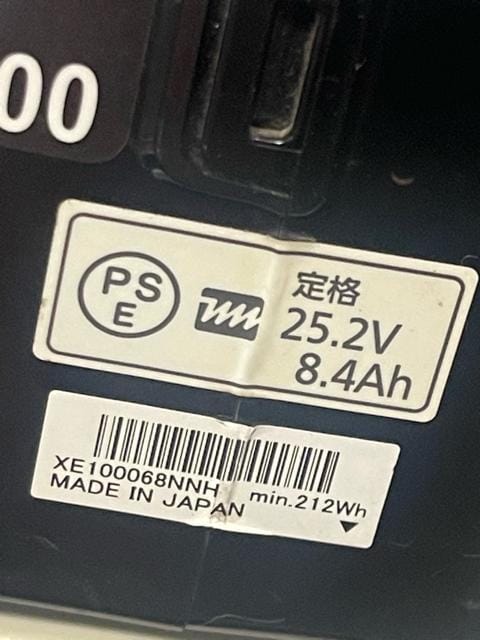 00
PS
E
定格
25.2V
8.4Ah
XE100068NNH min.212Wh
MADE IN JAPAN